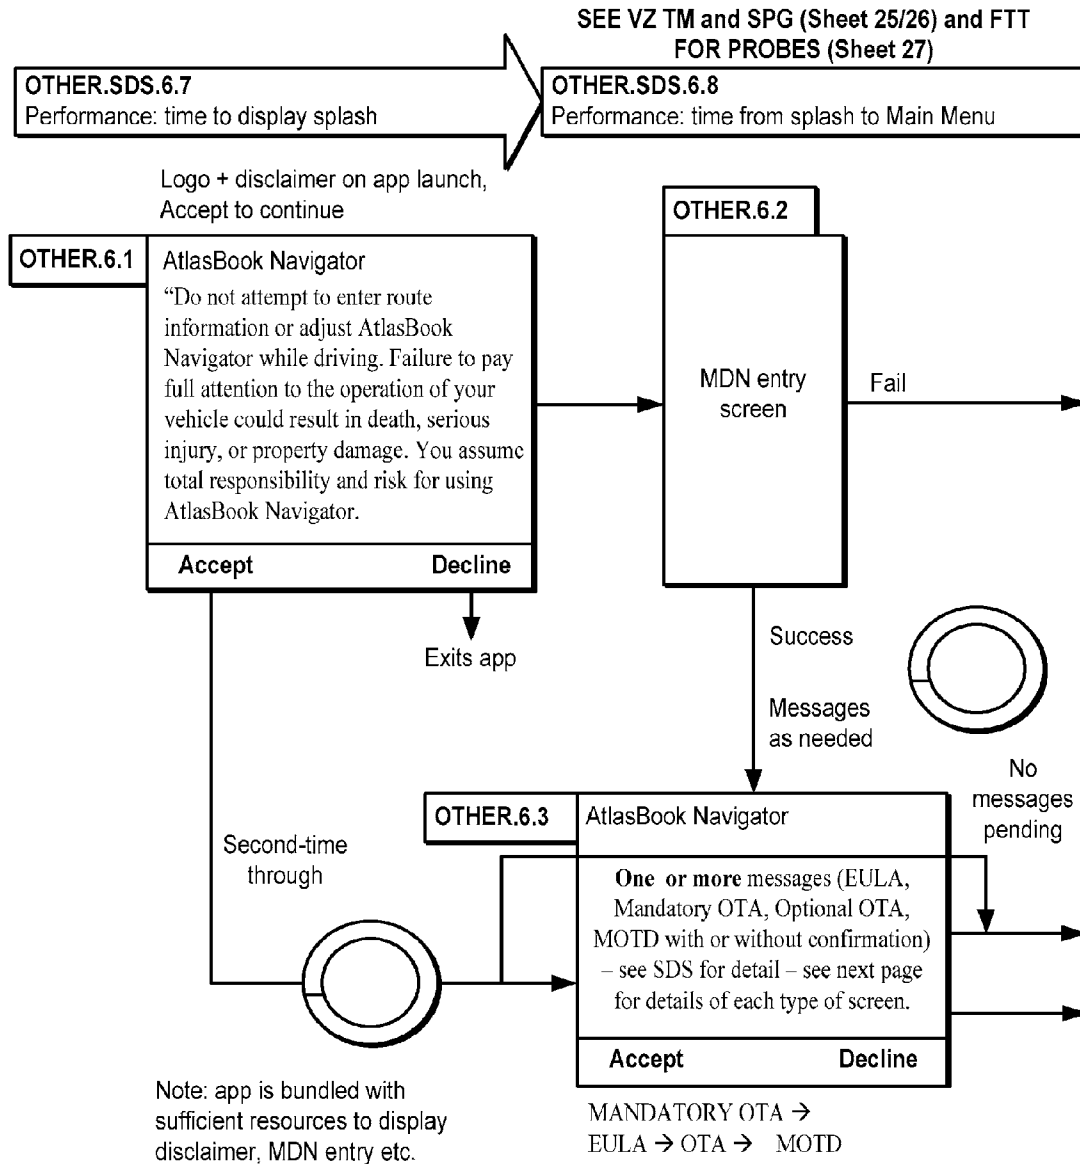 SEE VZ TM and SPG (Sheet 25/26) and FTT
FOR PROBES (Sheet 27)
OTHER.SDS.6.7
Performance: time to display splash
OTHER.SDS.6.8
Performance: time from splash to Main Menu
Logo + disclaimer on app launch,
Accept to continue
OTHER.6.1
AtlasBook Navigator
“Do not attempt to enter route
information or adjust AtlasBook
Navigator while driving. Failure to pay
full attention to the operation of your
vehicle could result in death, serious
injury, or property damage. You assume
total responsibility and risk for using
AtlasBook Navigator.
Accept
Decline
Exits app
OTHER.6.2
MDN entry
screen
Fail
Success
Messages
as needed
No
messages
pending
Second-time
through
OTHER.6.3
AtlasBook Navigator
One or more messages (EULA,
Mandatory OTA, Optional OTA,
MOTD with or without confirmation)
– see SDS for detail – see next page
for details of each type of screen.
Accept
Decline
Note: app is bundled with
sufficient resources to display
disclaimer, MDN entry etc.
MANDATORY OTA →
EULA → OTA → MOTD